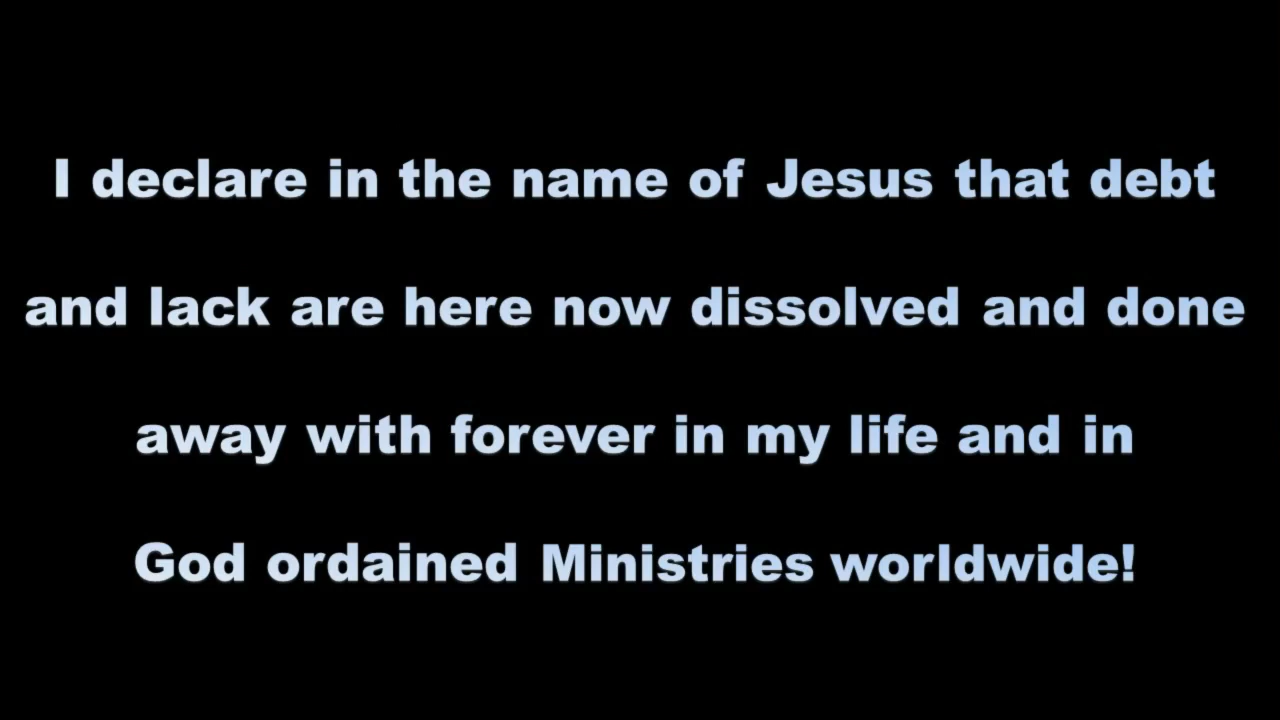 I declare in the name of Jesus that debt
and lack are here now dissolved and done
away with forever in my life and in
God ordained Ministries worldwide!